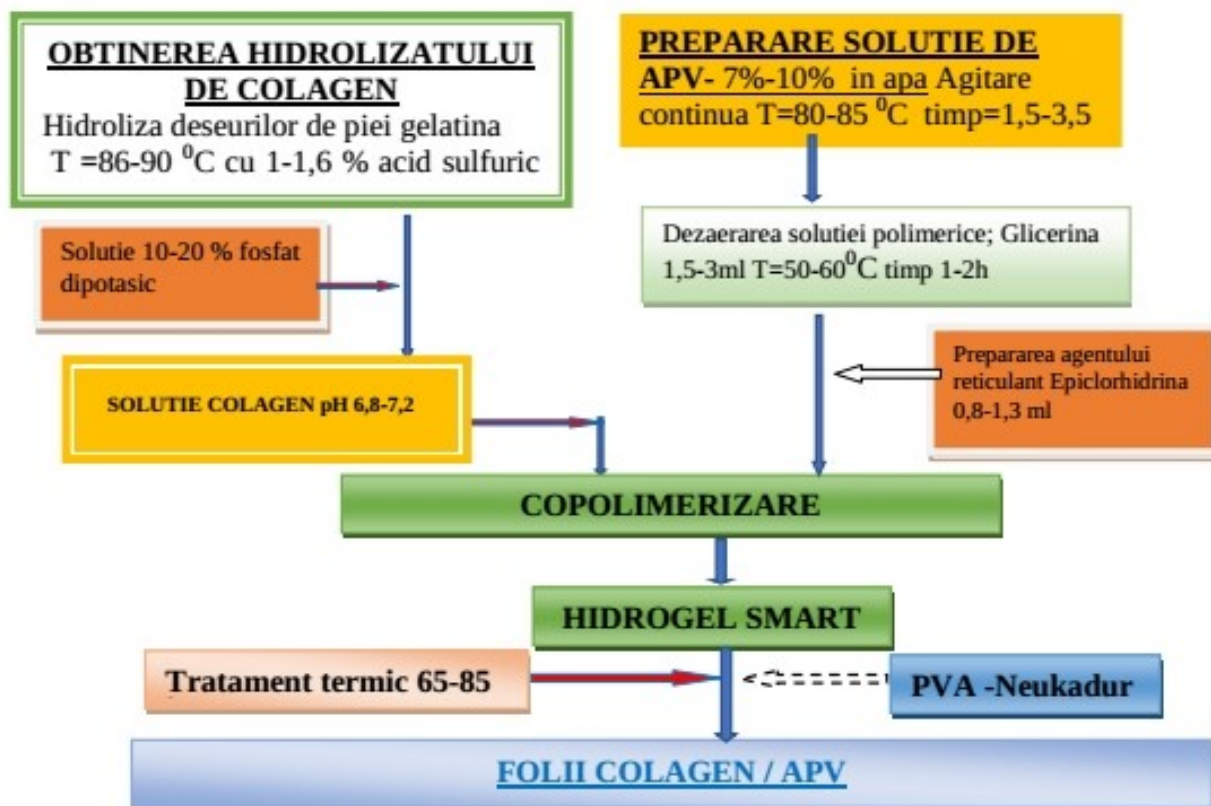 OBTINEREA HIDROLIZATULUI
DE COLAGEN
Hidroliza deseurilor de piei gelatina
T =86-90 ⁰C cu 1-1,6 % acid sulfuric
PREPARARE SOLUTIE DE
APV- 7%-10% in apa Agitare
continua T=80-85 ⁰C timp=1,5-3,5
Solutie 10-20 % fosfat
dipotasic
Dezaerarea solutiei polimerice; Glicerina
1,5-3ml T=50-60⁰C timp 1-2h
SOLUTIE COLAGEN pH 6,8-7,2
Prepararea agentului
reticulant Epiclorhidrina
0,8-1,3 ml
COPOLIMERIZARE
HIDROGEL SMART
Tratament termic 65-85
PVA -Neukadur
FOLII COLAGEN / APV